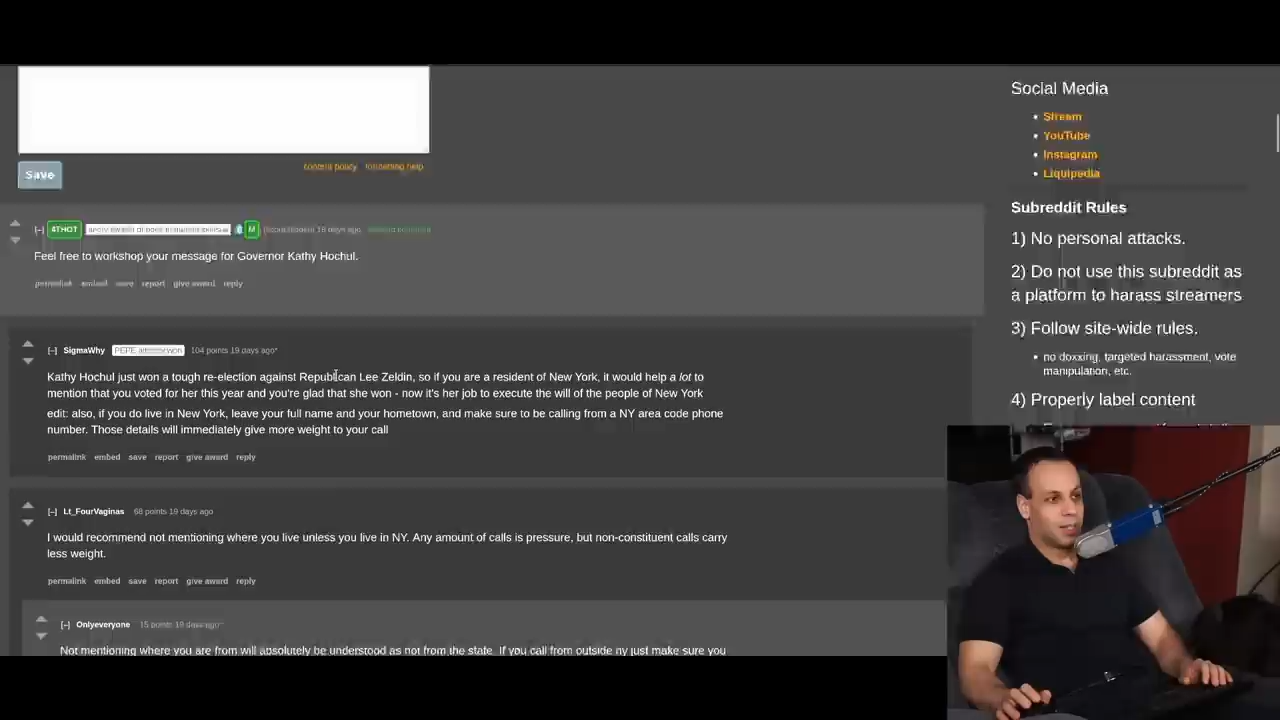 Save
content policy formatting help
[–] 4THOT M 19 days ago
Feel free to workshop your message for Governor Kathy Hochul.
permalink embed save report give award reply
[–] SigmaWhy 104 points 19 days ago*
Kathy Hochul just won a tough re-election against Republican Lee Zeldin, so if you are a resident of New York, it would help a lot to
mention that you voted for her this year and you're glad that she won - now it's her job to execute the will of the people of New York
edit: also, if you do live in New York, leave your full name and your hometown, and make sure to be calling from a NY area code phone
number. Those details will immediately give more weight to your call
permalink embed save report give award reply
[–] Lt_FourVaginas 68 points 19 days ago
I would recommend not mentioning where you live unless you live in NY. Any amount of calls is pressure, but non-constituent calls carry
less weight.
permalink embed save report give award reply
[–] Onlyeveryone 15 points 19 days ago*
Not mentioning where you are from will absolutely be understood as not from the state. If you call from outside ny just make sure you
Social Media
• Stream
• YouTube
• Instagram
• Liquipedia
Subreddit Rules
1) No personal attacks.
2) Do not use this subreddit as
a platform to harass streamers
3) Follow site-wide rules.
• no doxxing, targeted harassment, vote
manipulation, etc.
4) Properly label content